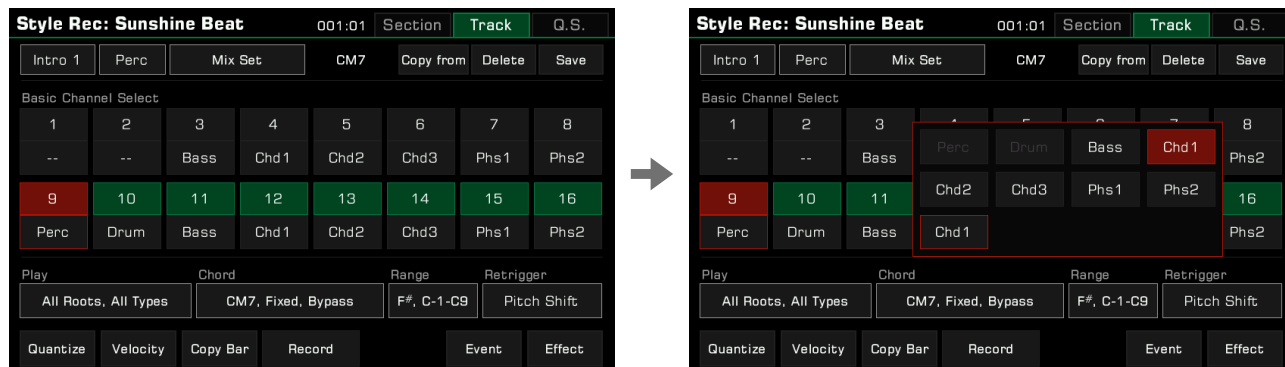 Style Rec: Sunshine Beat 001:01 Section Track Q.S.
Intro 1 Perc Mix Set CM7 Copy from Delete Save
Basic Channel Select
1 2 3 4 5 6 7 8
-- -- Bass Chd1 Chd2 Chd3 Phs1 Phs2
9 10 11 12 13 14 15 16
Perc Drum Bass Chd1 Chd2 Chd3 Phs1 Phs2
Play Chord Range Retrigger
All Roots, All Types CM7, Fixed, Bypass F#, C-1-C9 Pitch Shift
Quantize Velocity Copy Bar Record Event Effect
Style Rec: Sunshine Beat 001:01 Section Track Q.S.
Intro 1 Perc Mix Set CM7 Copy from Delete Save
Basic Channel Select
1 2 3 8
-- -- Bass Phs2
Perc Drum Bass Chd1
Chd2 Chd3 Phs1 Phs2
Chd1
9 10 11 16
Perc Drum Bass Phs2
Play Chord Range Retrigger
All Roots, All Types CM7, Fixed, Bypass F#, C-1-C9 Pitch Shift
Quantize Velocity Copy Bar Record Event Effect